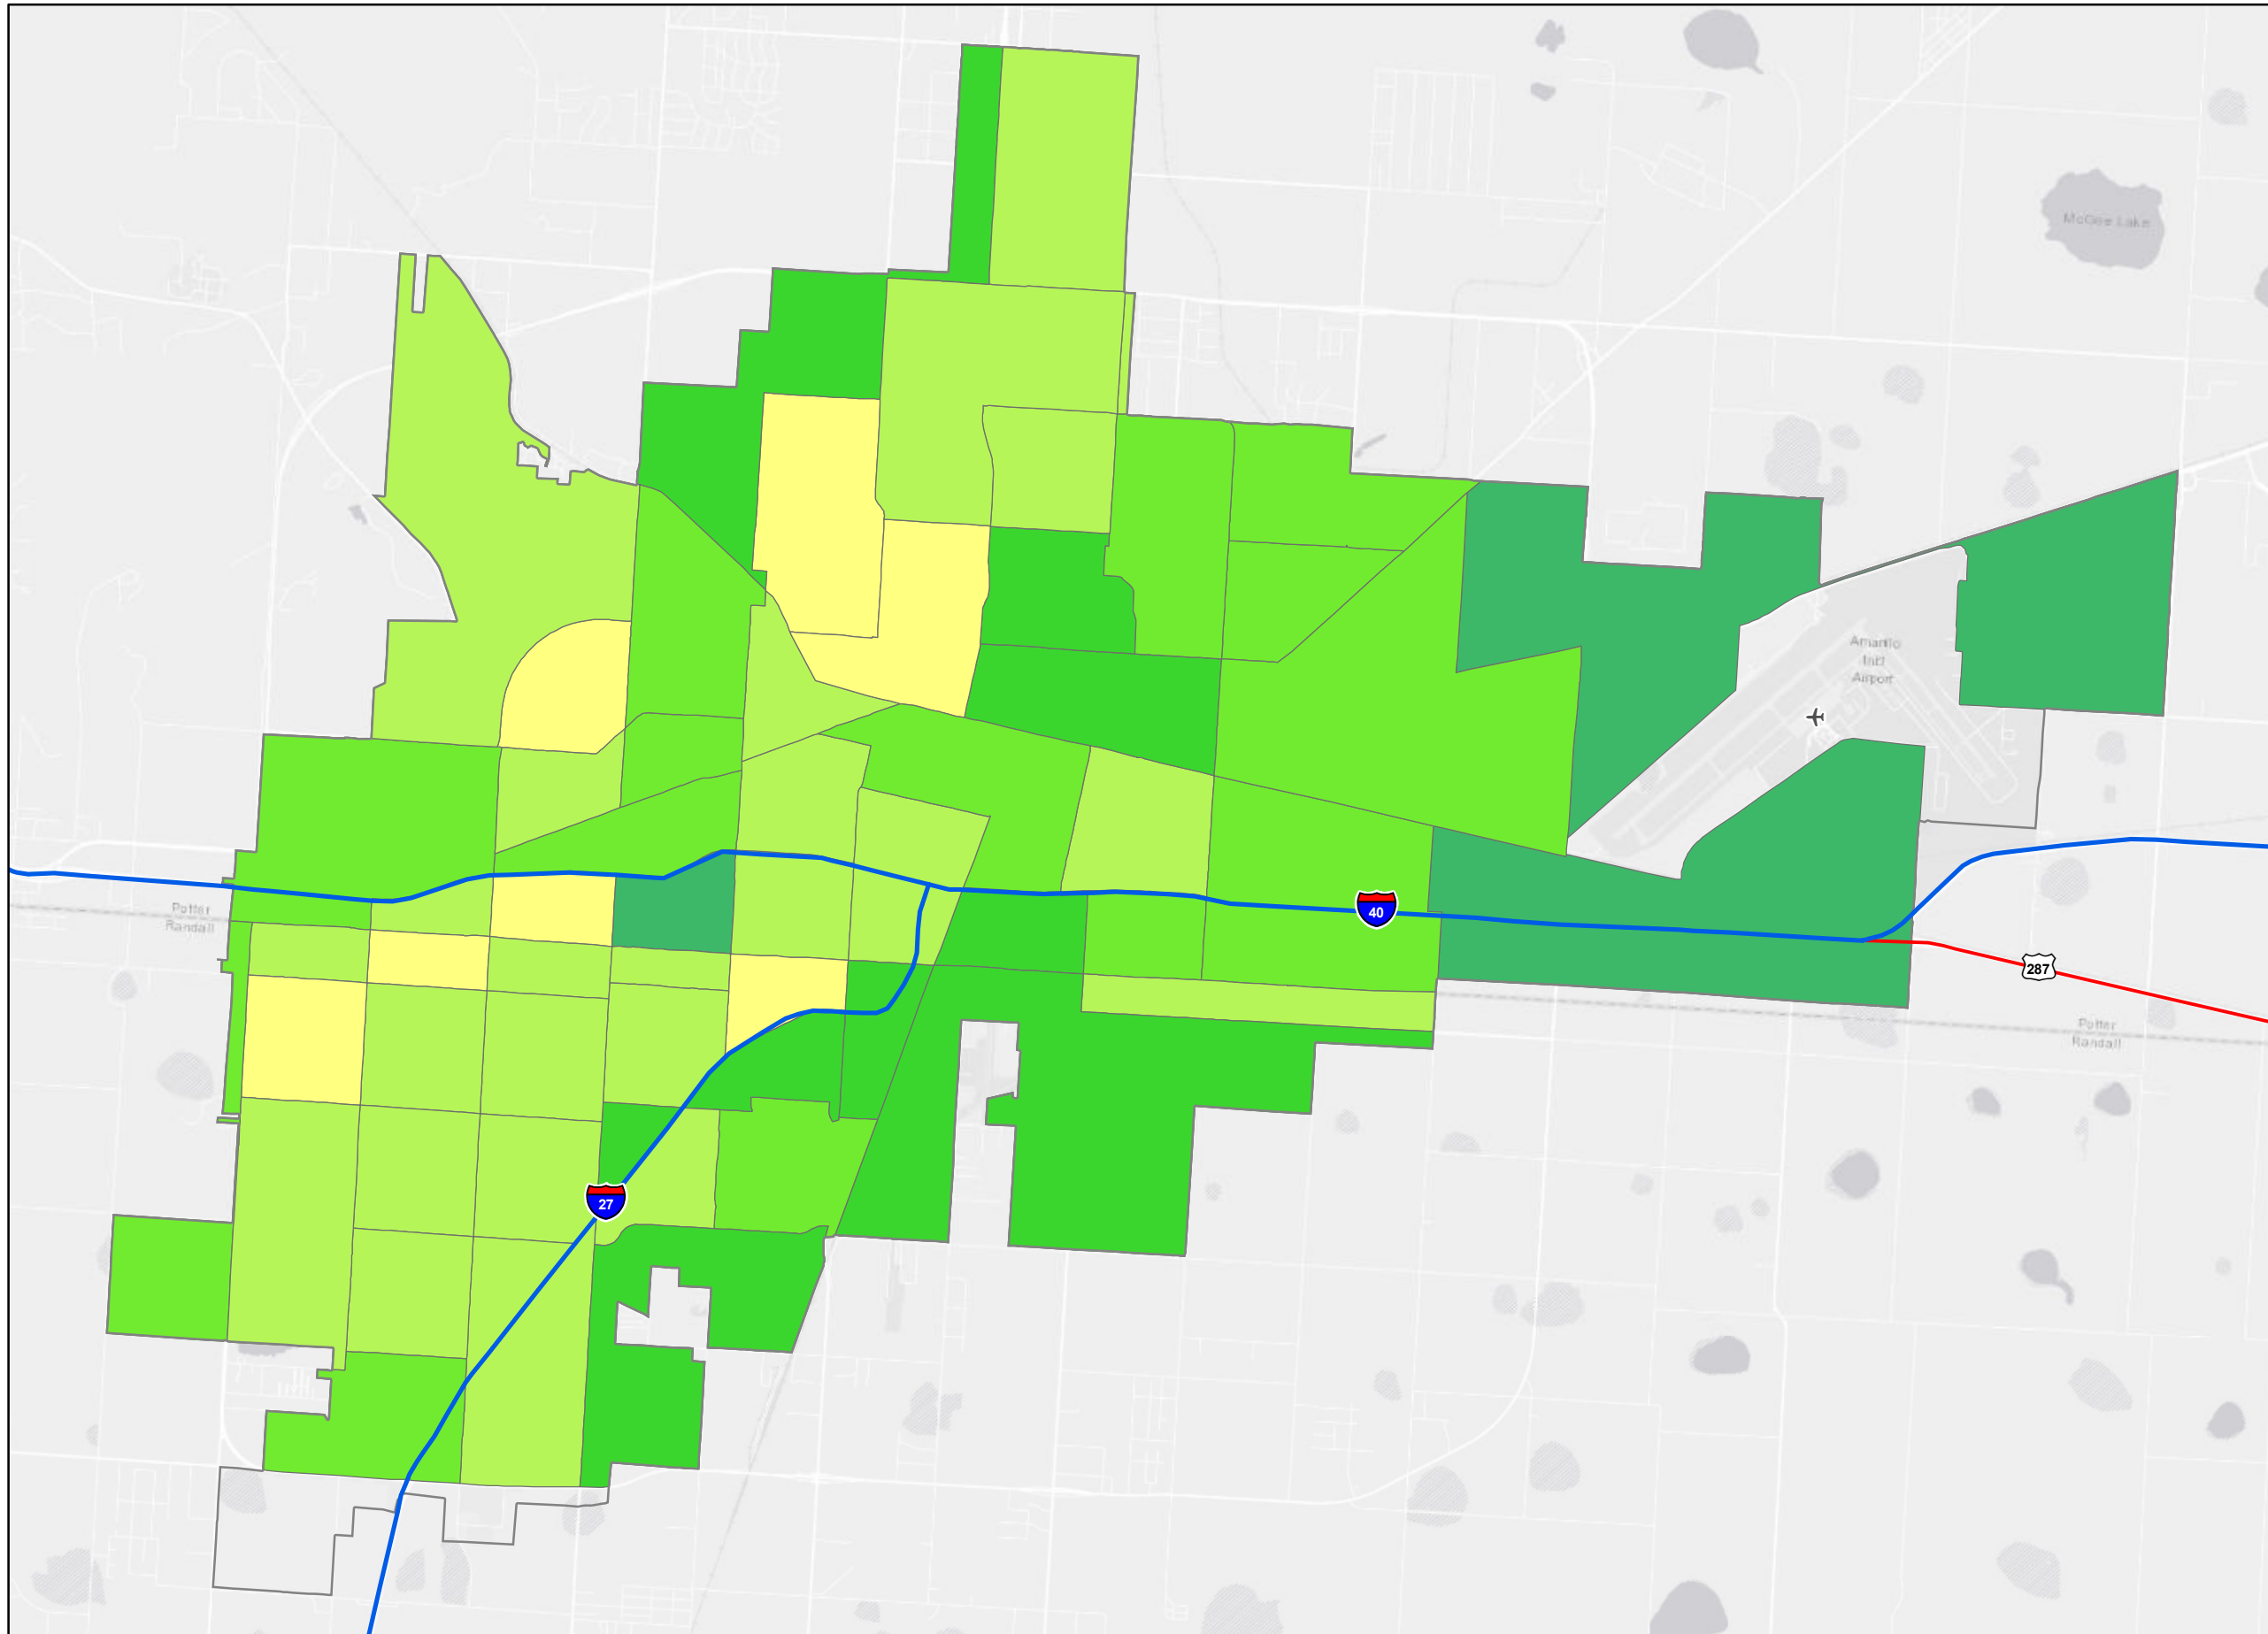 McGee Lake
Amarillo
Intl
Airport
Potter
Randall
40
287
Potter
Randall
27